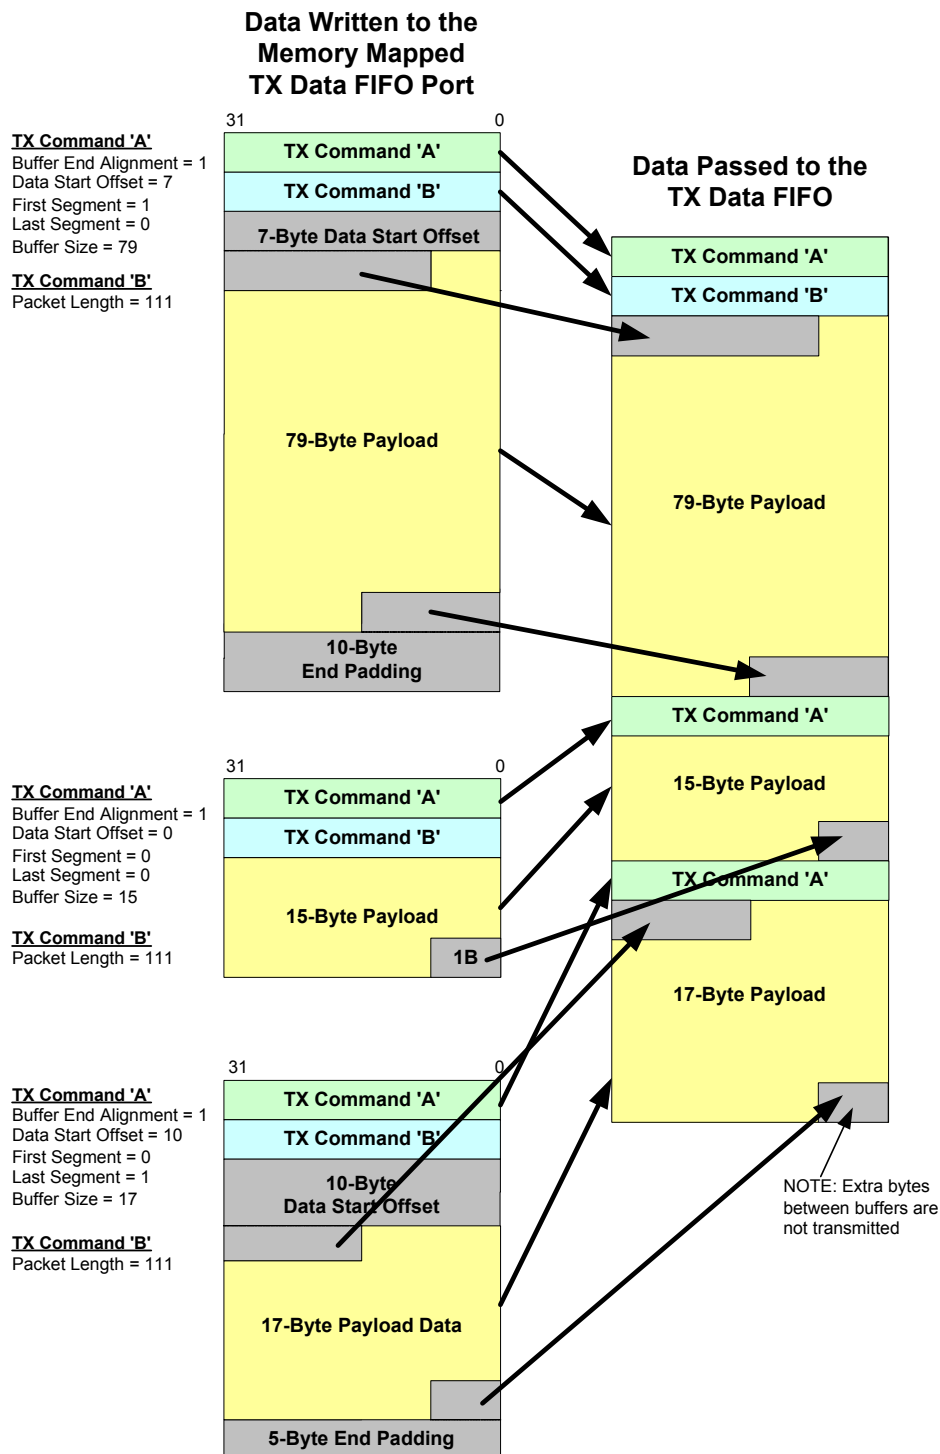 Data Written to the
Memory Mapped
TX Data FIFO Port
31
0
TX Command 'A'
Buffer End Alignment = 1
Data Start Offset = 7
First Segment = 1
Last Segment = 0
Buffer Size = 79
TX Command 'B'
Packet Length = 111
TX Command 'A'
TX Command 'B'
7-Byte Data Start Offset
79-Byte Payload
10-Byte
End Padding
Data Passed to the
TX Data FIFO
TX Command 'A'
TX Command 'B'
79-Byte Payload
TX Command 'A'
15-Byte Payload
TX Command 'A'
17-Byte Payload
NOTE: Extra bytes
between buffers are
not transmitted
31
0
TX Command 'A'
Buffer End Alignment = 1
Data Start Offset = 0
First Segment = 0
Last Segment = 0
Buffer Size = 15
TX Command 'B'
Packet Length = 111
TX Command 'A'
TX Command 'B'
15-Byte Payload
1B
31
0
TX Command 'A'
Buffer End Alignment = 1
Data Start Offset = 10
First Segment = 0
Last Segment = 1
Buffer Size = 17
TX Command 'B'
Packet Length = 111
TX Command 'A'
TX Command 'B'
10-Byte
Data Start Offset
17-Byte Payload Data
5-Byte End Padding